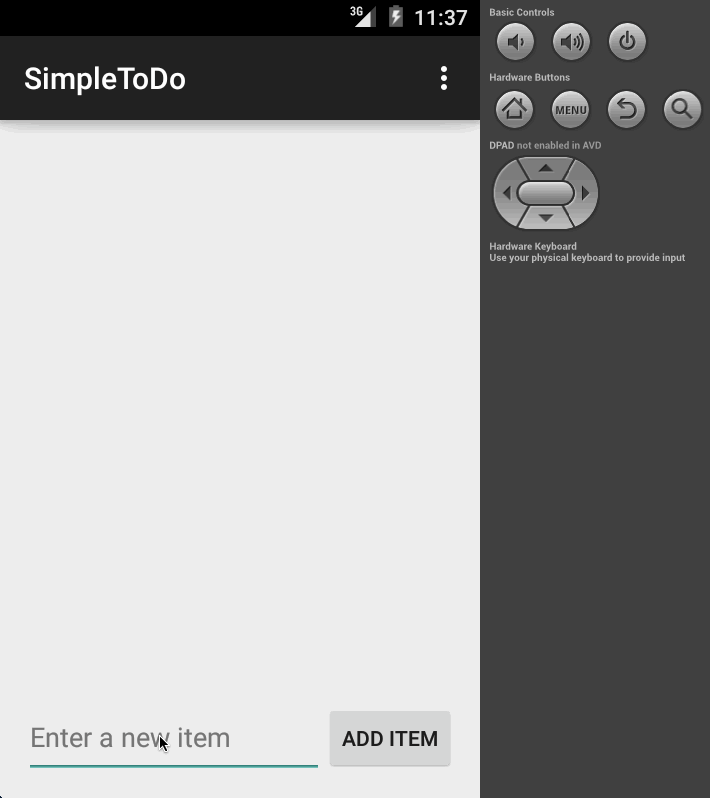 3G 11:37
SimpleToDo
Enter a new item
ADD ITEM
Basic Controls
Hardware Buttons
MENU
DPAD not enabled in AVD
Hardware Keyboard
Use your physical keyboard to provide input